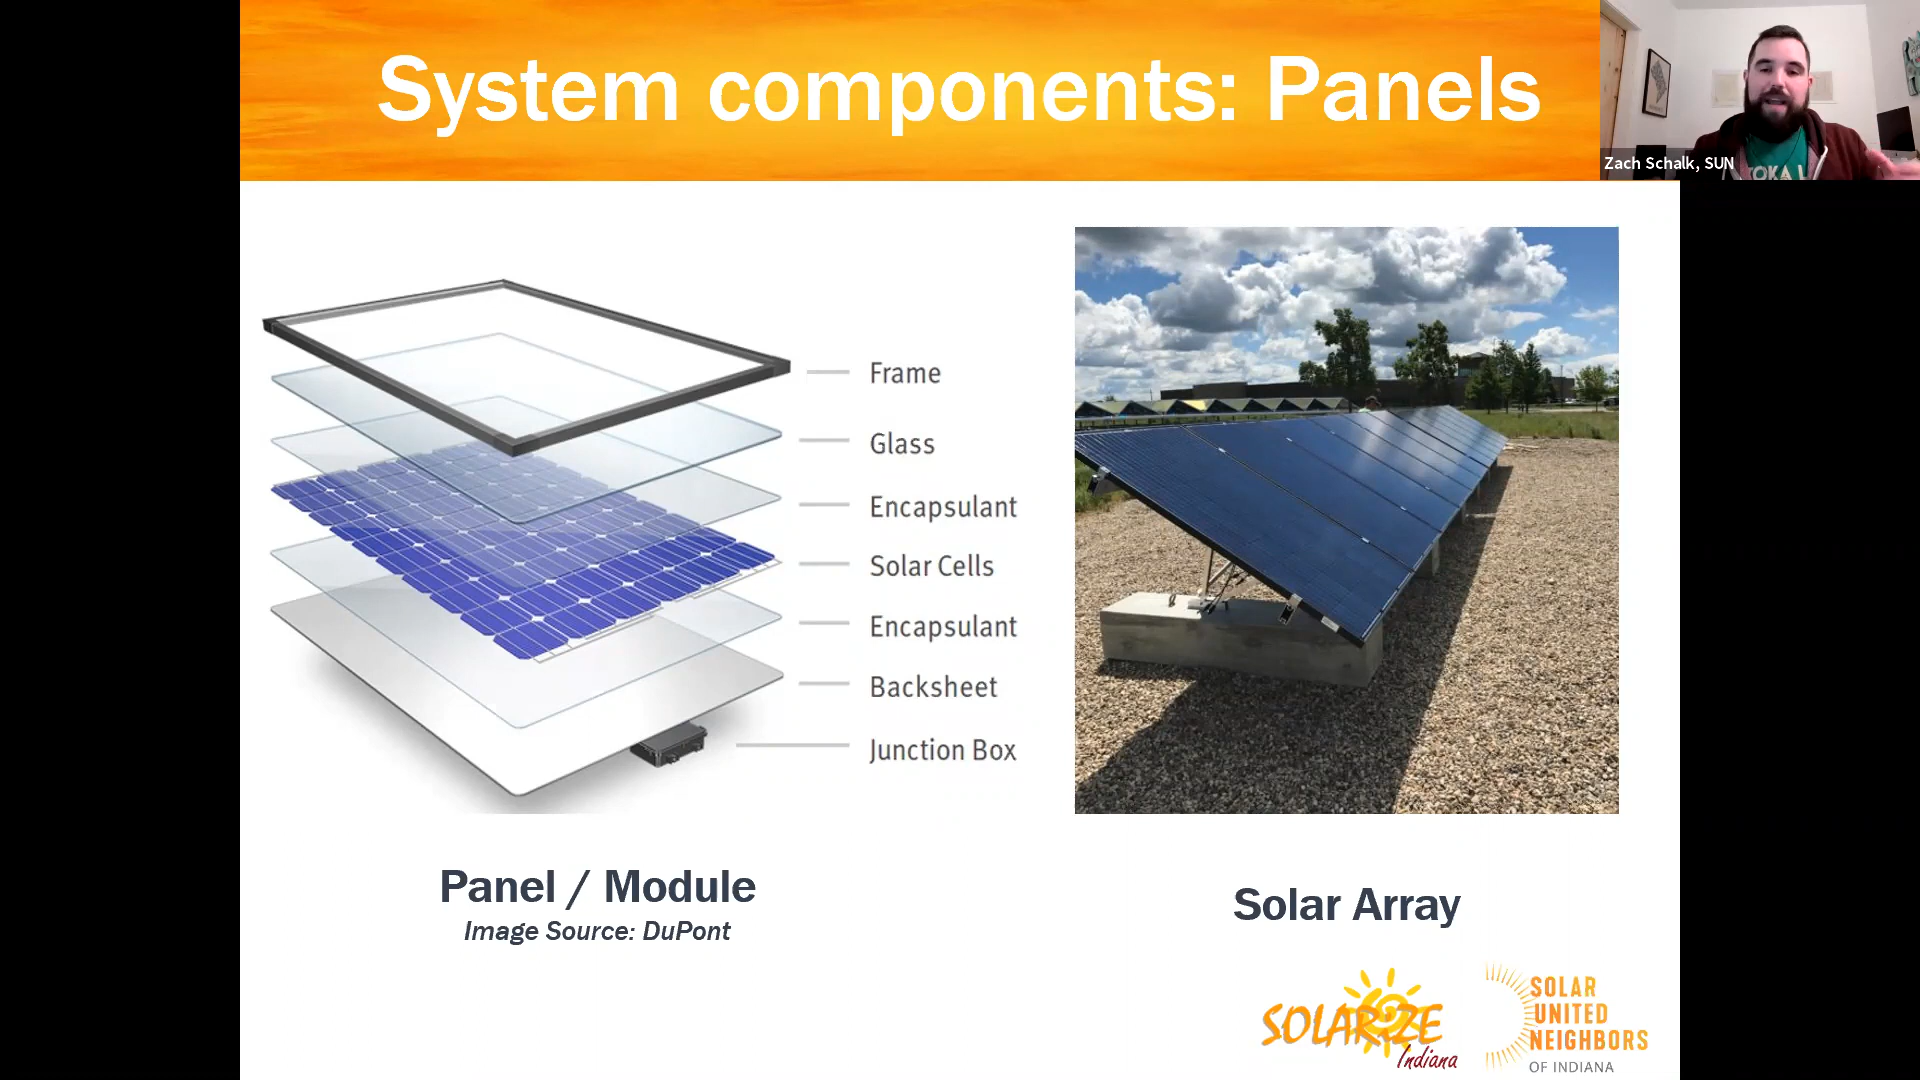 System components: Panels
Zach Schalk, SUN
Frame
Glass
Encapsulant
Solar Cells
Encapsulant
Backsheet
Junction Box
Panel / Module
Image Source: DuPont
Solar Array
SOLARIZE
Indiana
SOLAR
UNITED
NEIGHBORS
OF INDIANA